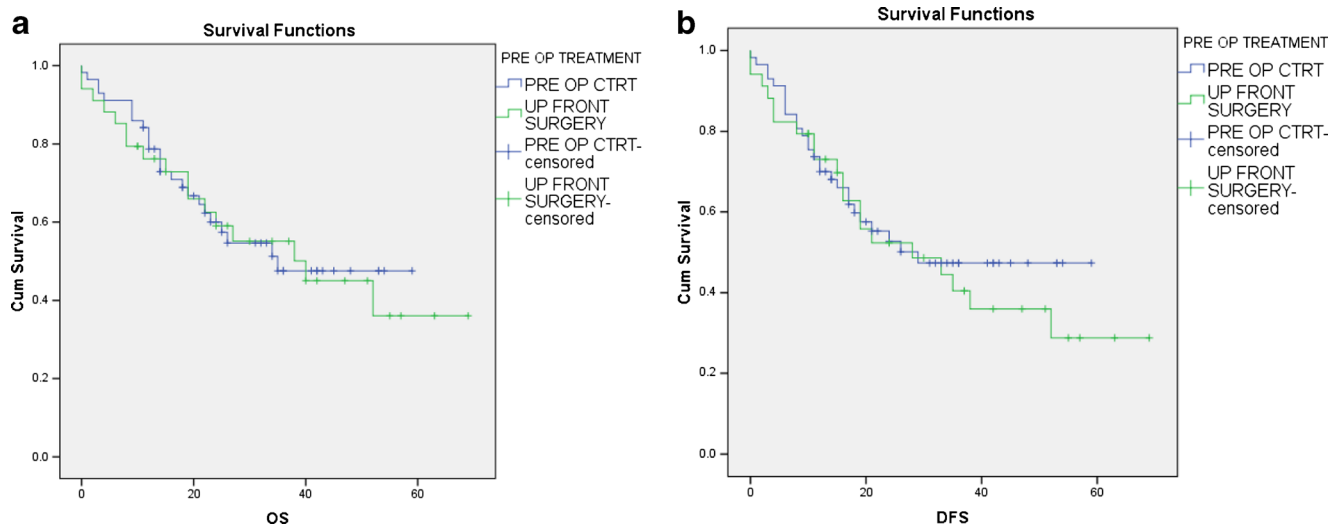 a
Survival Functions
Cum Survival
1.0
0.8
0.6
0.4
0.2
0.0
0 20 40 60
OS
PRE OP TREATMENT
PRE OP CTRT
UP FRONT
SURGERY
PRE OP CTRT-
censored
UP FRONT
SURGERY-
censored
b
Survival Functions
Cum Survival
1.0
0.8
0.6
0.4
0.2
0.0
0 20 40 60
DFS
PRE OP TREATMENT
PRE OP CTRT
UP FRONT
SURGERY
PRE OP CTRT-
censored
UP FRONT
SURGERY-
censored